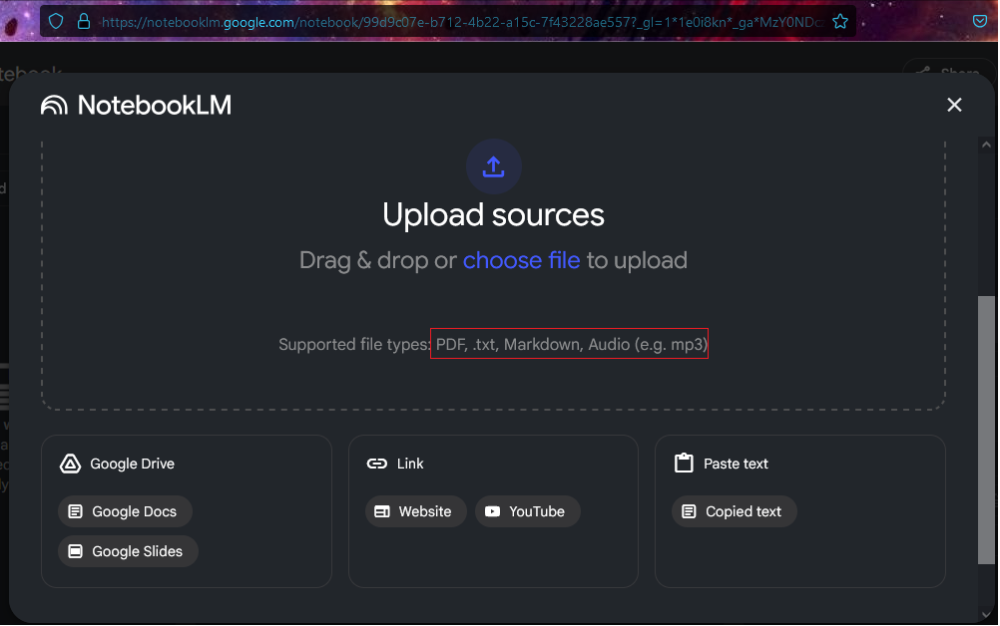 https://notebooklm.google.com/notebook/99d9c07e-b712-4b22-a15c-7f43228ae557?_gl=1*1e0i8kn*_ga*MzY0NDc
tebook
Share
NotebookLM
Upload sources
Drag & drop or choose file to upload
Supported file types: PDF, .txt, Markdown, Audio (e.g. mp3)
Google Drive
Google Docs
Google Slides
Link
Website
YouTube
Paste text
Copied text